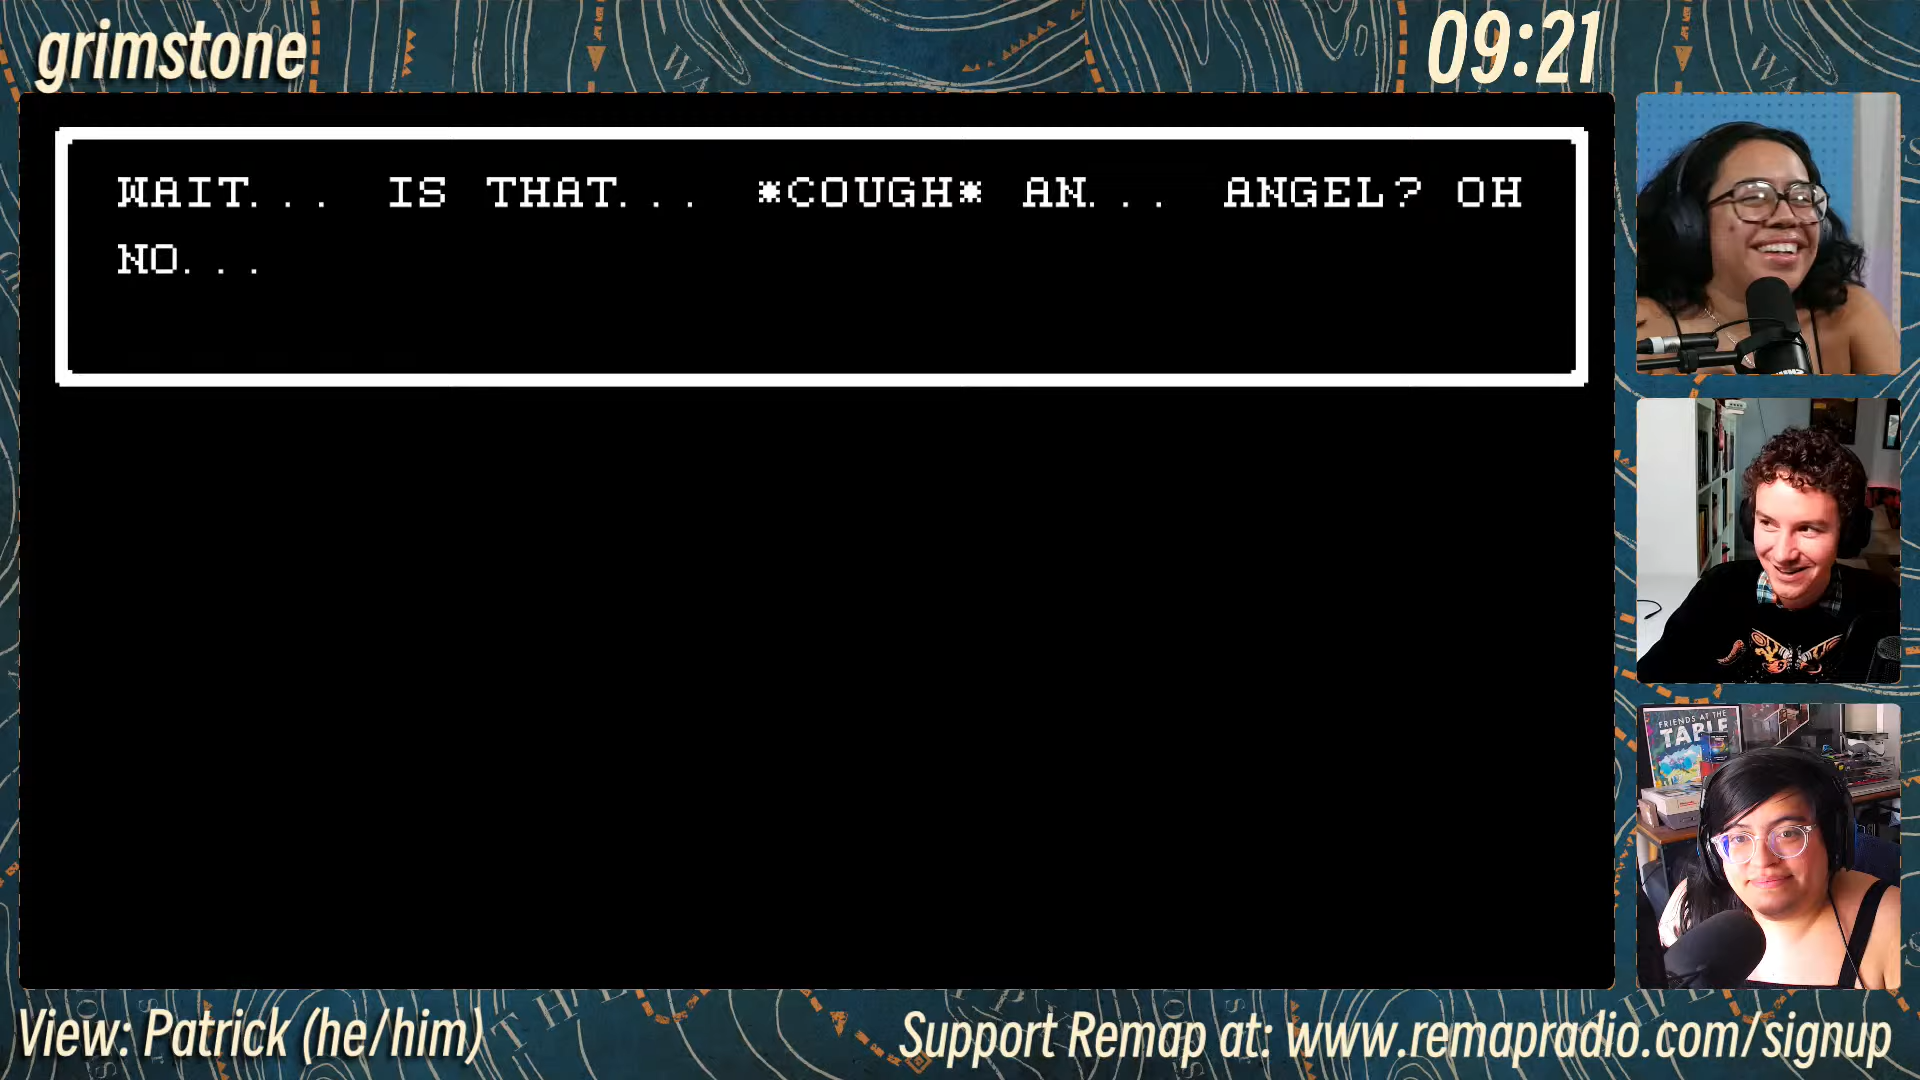 grimstone
09:21
WAIT... IS THAT... *COUGH* AN... ANGEL? OH
NO...
FRIENDS AT THE
TABLE
View: Patrick (he/him)
Support Remap at: www.remapradio.com/signup